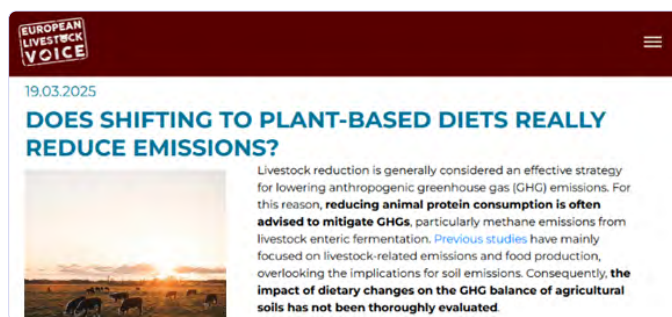 EUROPEAN
LIVESTOCK
VOICE
19.03.2025
DOES SHIFTING TO PLANT-BASED DIETS REALLY
REDUCE EMISSIONS?
Livestock reduction is generally considered an effective strategy
for lowering anthropogenic greenhouse gas (GHG) emissions. For
this reason, reducing animal protein consumption is often
advised to mitigate GHGs, particularly methane emissions from
livestock enteric fermentation. Previous studies have mainly
focused on livestock-related emissions and food production,
overlooking the implications for soil emissions. Consequently, the
impact of dietary changes on the GHG balance of agricultural
soils has not been thoroughly evaluated.